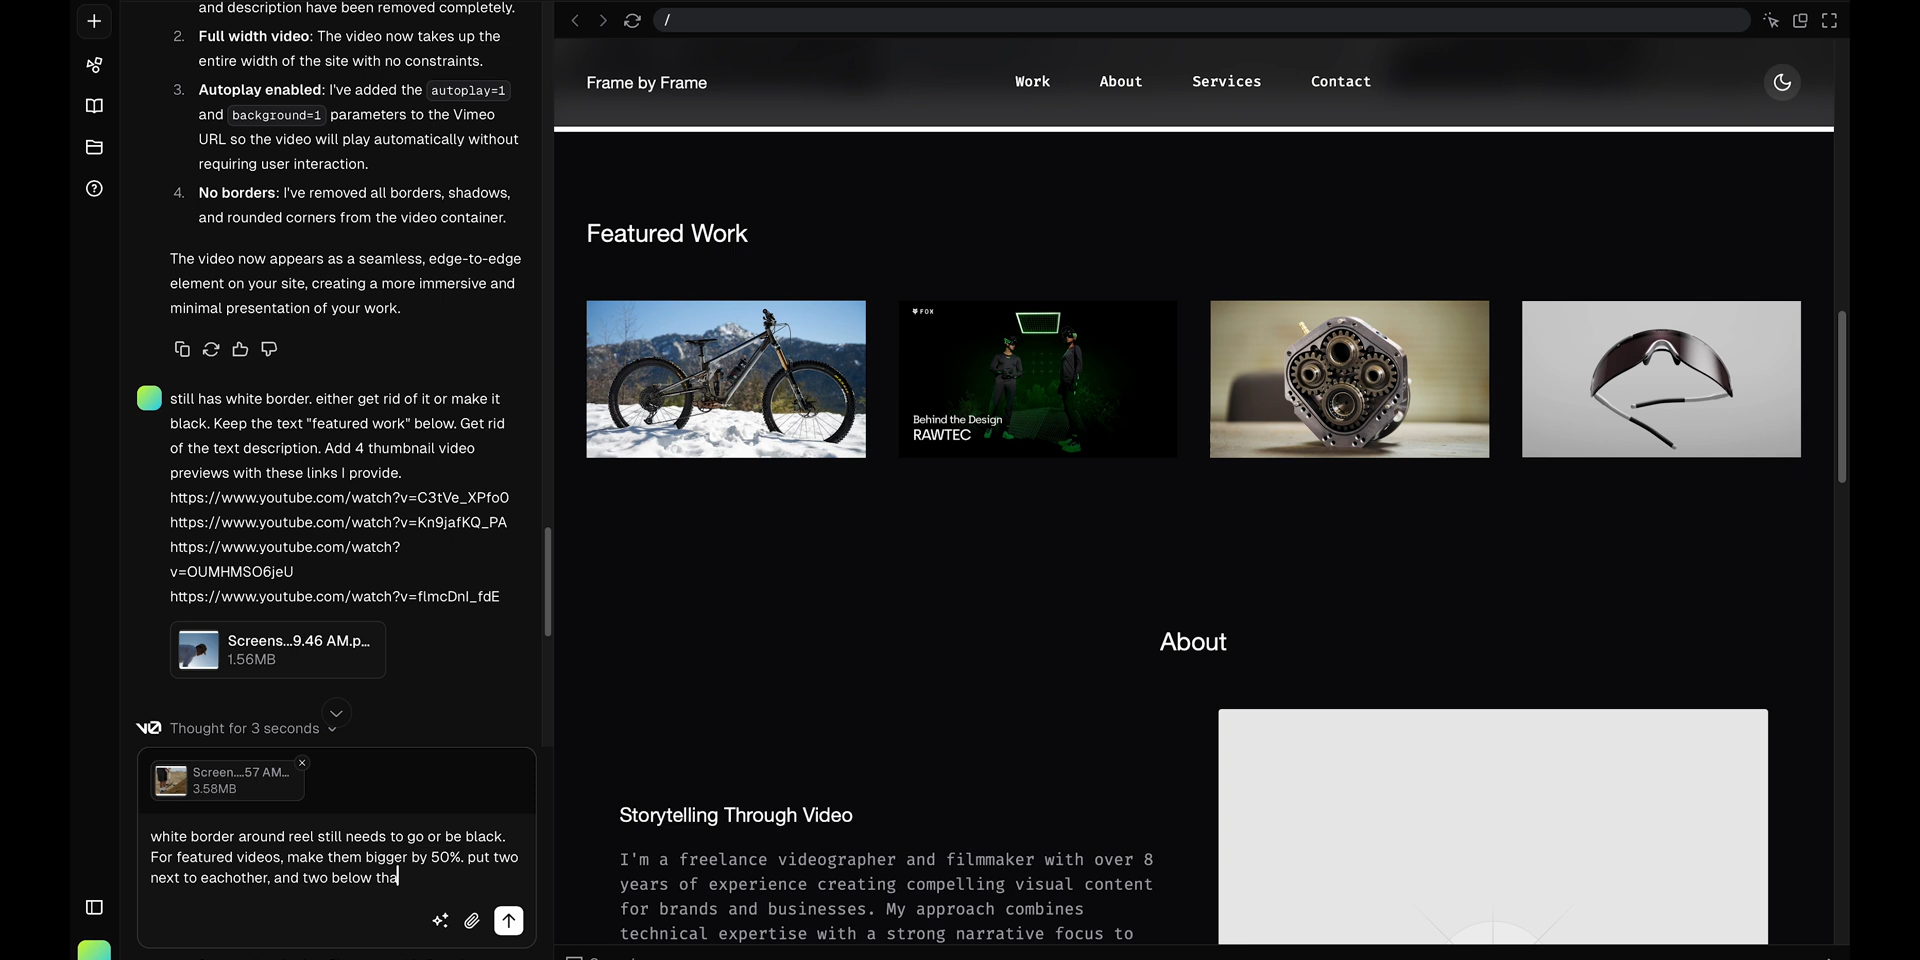 and description have been removed completely.
2. Full width video: The video now takes up the
entire width of the site with no constraints.
3. Autoplay enabled: I've added the autoplay=1
and background=1 parameters to the Vimeo
URL so the video will play automatically without
requiring user interaction.
4. No borders: I've removed all borders, shadows,
and rounded corners from the video container.
The video now appears as a seamless, edge-to-edge
element on your site, creating a more immersive and
minimal presentation of your work.
still has white border. either get rid of it or make it
black. Keep the text "featured work" below. Get rid
of the text description. Add 4 thumbnail video
previews with these links I provide.
https://www.youtube.com/watch?v=C3tVe_XPfo0
https://www.youtube.com/watch?v=Kn9jafKQ_PA
https://www.youtube.com/watch?
v=OUMHMSO6jeU
https://www.youtube.com/watch?v=flmcDnI_fdE
Screens...9.46 AM.p...
1.56MB
v0 Thought for 3 seconds
Screen....57 AM...
3.58MB
white border around reel still needs to go or be black.
For featured videos, make them bigger by 50%. put two
next to eachother, and two below tha
/
Frame by Frame
Work About Services Contact
Featured Work
FOX
Behind the Design
RAWTEC
About
Storytelling Through Video
I'm a freelance videographer and filmmaker with over 8
years of experience creating compelling visual content
for brands and businesses. My approach combines
technical expertise with a strong narrative focus to